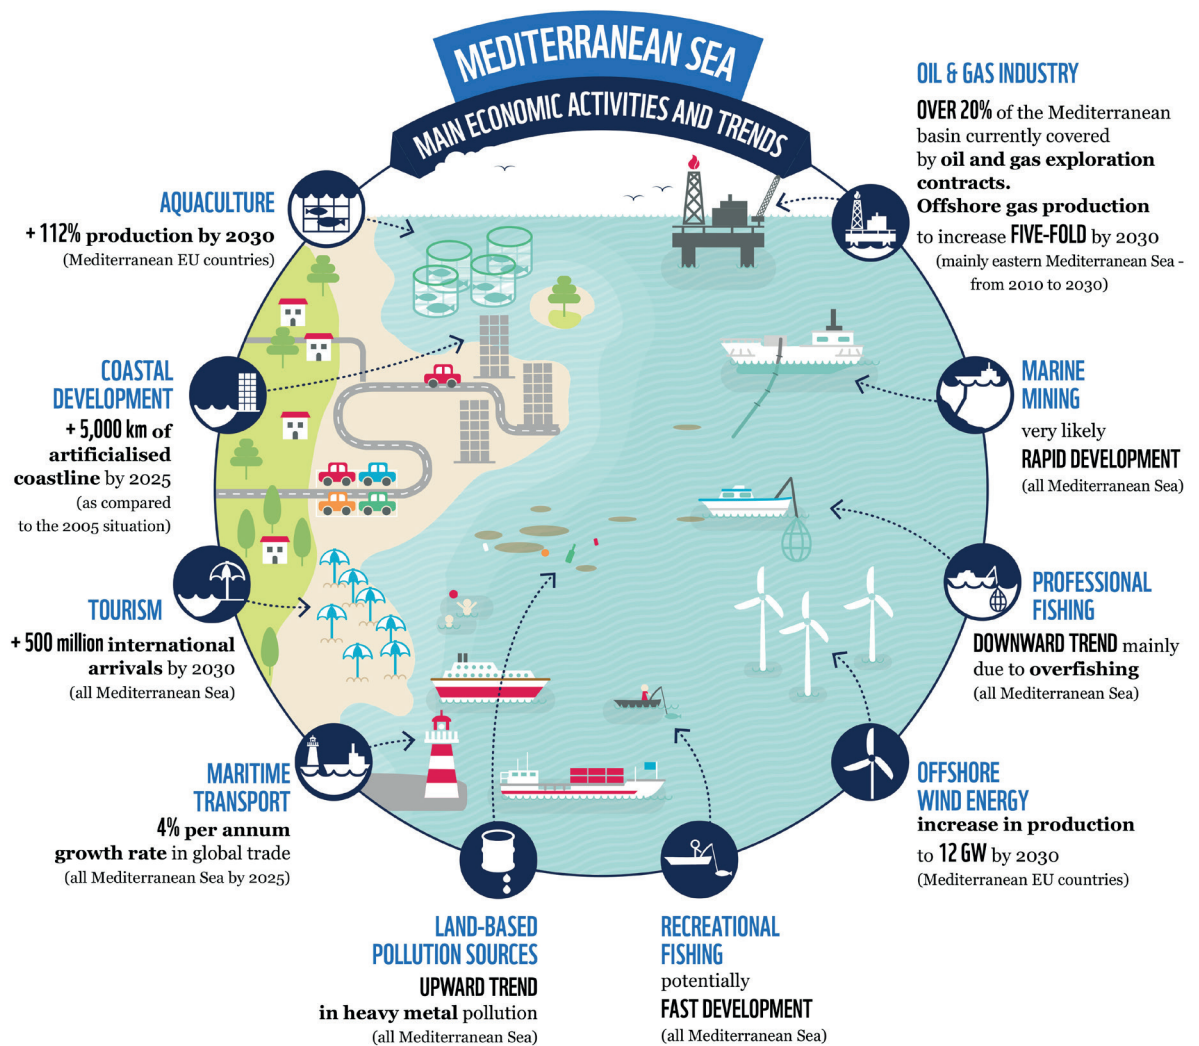 MEDITERRANEAN SEA
MAIN ECONOMIC ACTIVITIES AND TRENDS
OIL & GAS INDUSTRY
OVER 20% of the Mediterranean
basin currently covered
by oil and gas exploration
contracts.
Offshore gas production
to increase FIVE-FOLD by 2030
(mainly eastern Mediterranean Sea -
from 2010 to 2030)
MARINE
MINING
very likely
RAPID DEVELOPMENT
(all Mediterranean Sea)
PROFESSIONAL
FISHING
DOWNWARD TREND mainly
due to overfishing
(all Mediterranean Sea)
OFFSHORE
WIND ENERGY
increase in production
to 12 GW by 2030
(Mediterranean EU countries)
RECREATIONAL
FISHING
potentially
FAST DEVELOPMENT
(all Mediterranean Sea)
LAND-BASED
POLLUTION SOURCES
UPWARD TREND
in heavy metal pollution
(all Mediterranean Sea)
MARITIME
TRANSPORT
4% per annum
growth rate in global trade
(all Mediterranean Sea by 2025)
TOURISM
+ 500 million international
arrivals by 2030
(all Mediterranean Sea)
COASTAL
DEVELOPMENT
+ 5,000 km of
artificialised
coastline by 2025
(as compared
to the 2005 situation)
AQUACULTURE
+ 112% production by 2030
(Mediterranean EU countries)